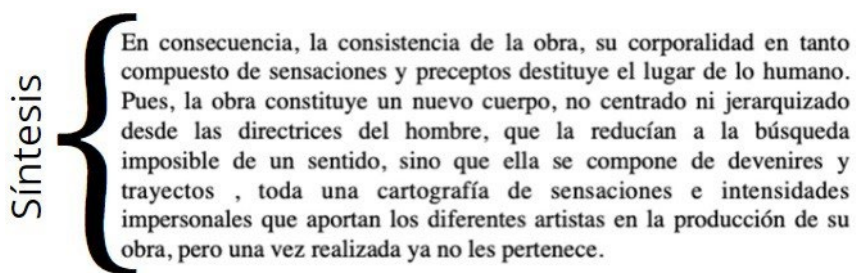 Síntesis
En consecuencia, la consistencia de la obra, su corporalidad en tanto
compuesto de sensaciones y preceptos destituye el lugar de lo humano.
Pues, la obra constituye un nuevo cuerpo, no centrado ni jerarquizado
desde las directrices del hombre, que la reducían a la búsqueda
imposible de un sentido, sino que ella se compone de devenires y
trayectos , toda una cartografía de sensaciones e intensidades
impersonales que aportan los diferentes artistas en la producción de su
obra, pero una vez realizada ya no les pertenece.